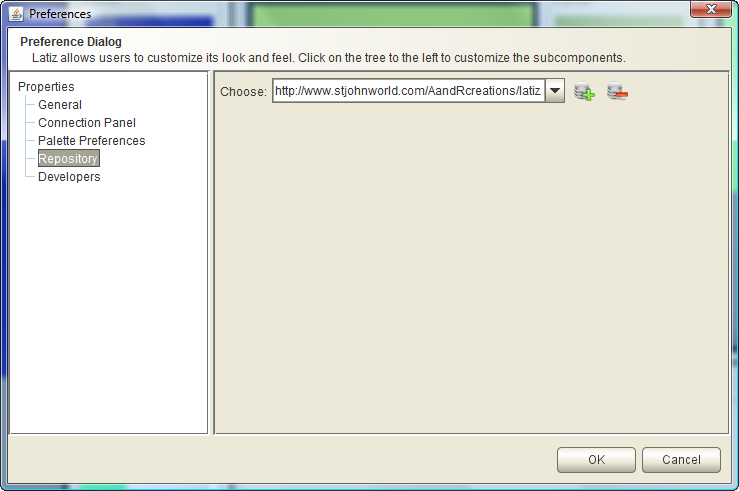 Preferences
Preference Dialog
Latiz allows users to customize its look and feel. Click on the tree to the left to customize the subcomponents.
Properties
General
Connection Panel
Palette Preferences
Repository
Developers
Choose: http://www.stjohnworld.com/AandRcreations/latiz
OK Cancel